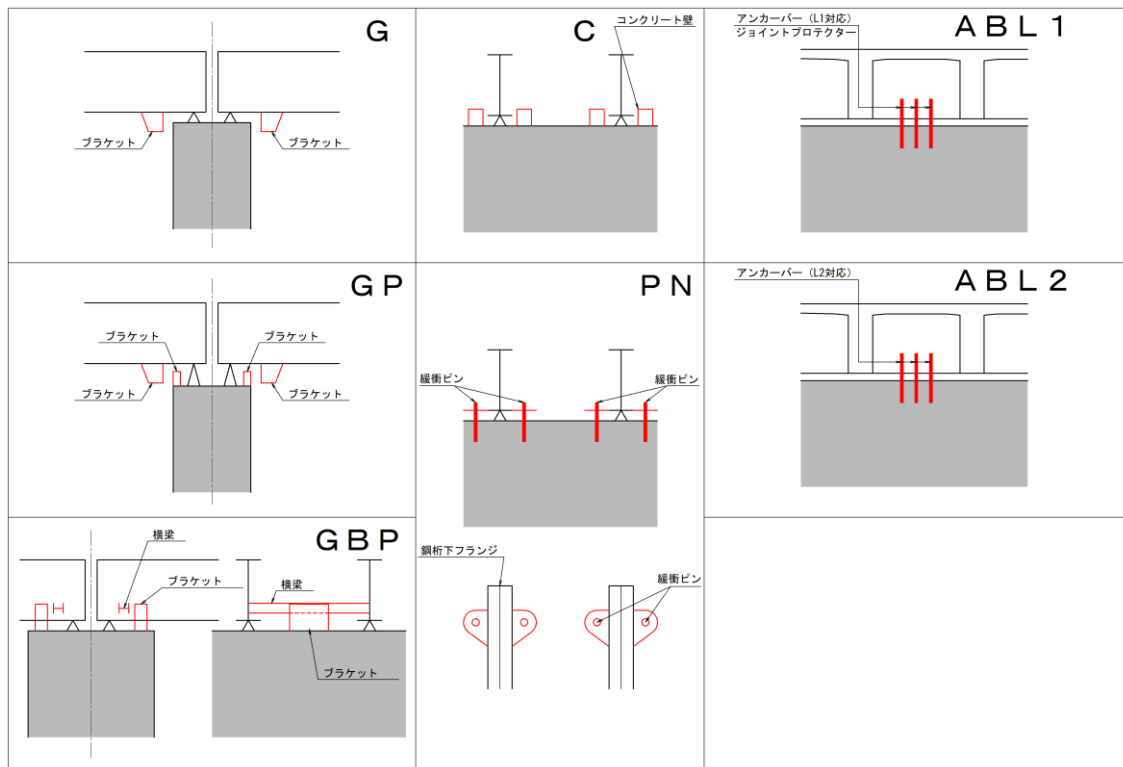 G
ブラケット
ブラケット
C
コンクリート壁
ABL1
アンカーバー（L1対応）
ジョイントプロテクター
GP
ブラケット
ブラケット
ブラケット
ブラケット
PN
緩衝ピン
緩衝ピン
鋼桁下フランジ
緩衝ピン
ABL2
アンカーバー（L2対応）
GBP
横梁
ブラケット
横梁
ブラケット